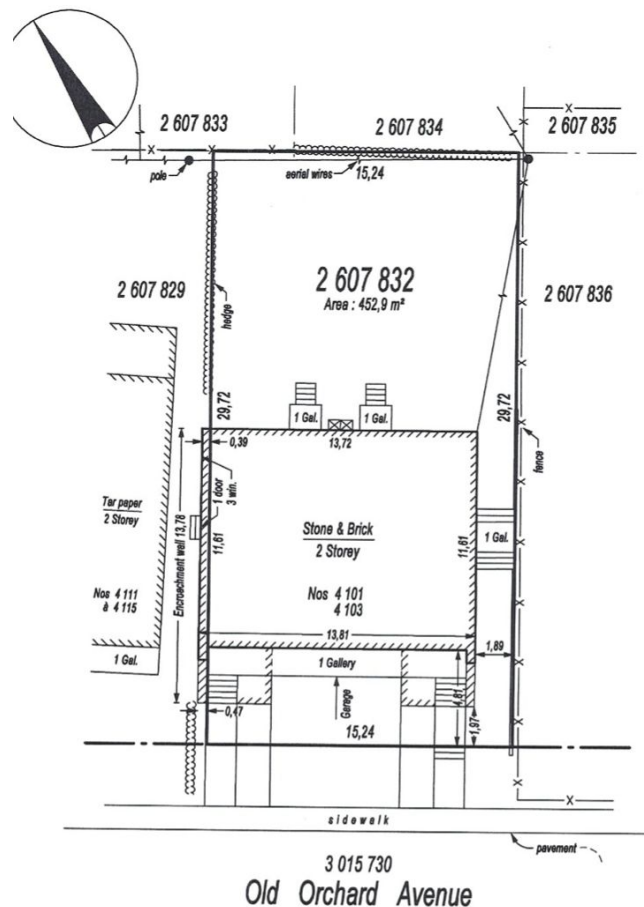 2 607 833
2 607 834
2 607 835
pole
aerial wires
15,24
2 607 829
hedge
2 607 832
Area : 452,9 m²
2 607 836
29,72
29,72
fence
1 Gal.
1 Gal.
0,39
13,72
1 door
3 win.
Tar paper
2 Storey
Encroachment wall 13,78
11,61
Stone & Brick
2 Storey
11,61
1 Gal.
Nos 4 111
à 4 115
Nos 4 101
4 103
13,81
1 Gal.
1 Gallery
1,89
4,81
Garage
0,47
15,24
1,97
sidewalk
pavement
3 015 730
Old Orchard Avenue